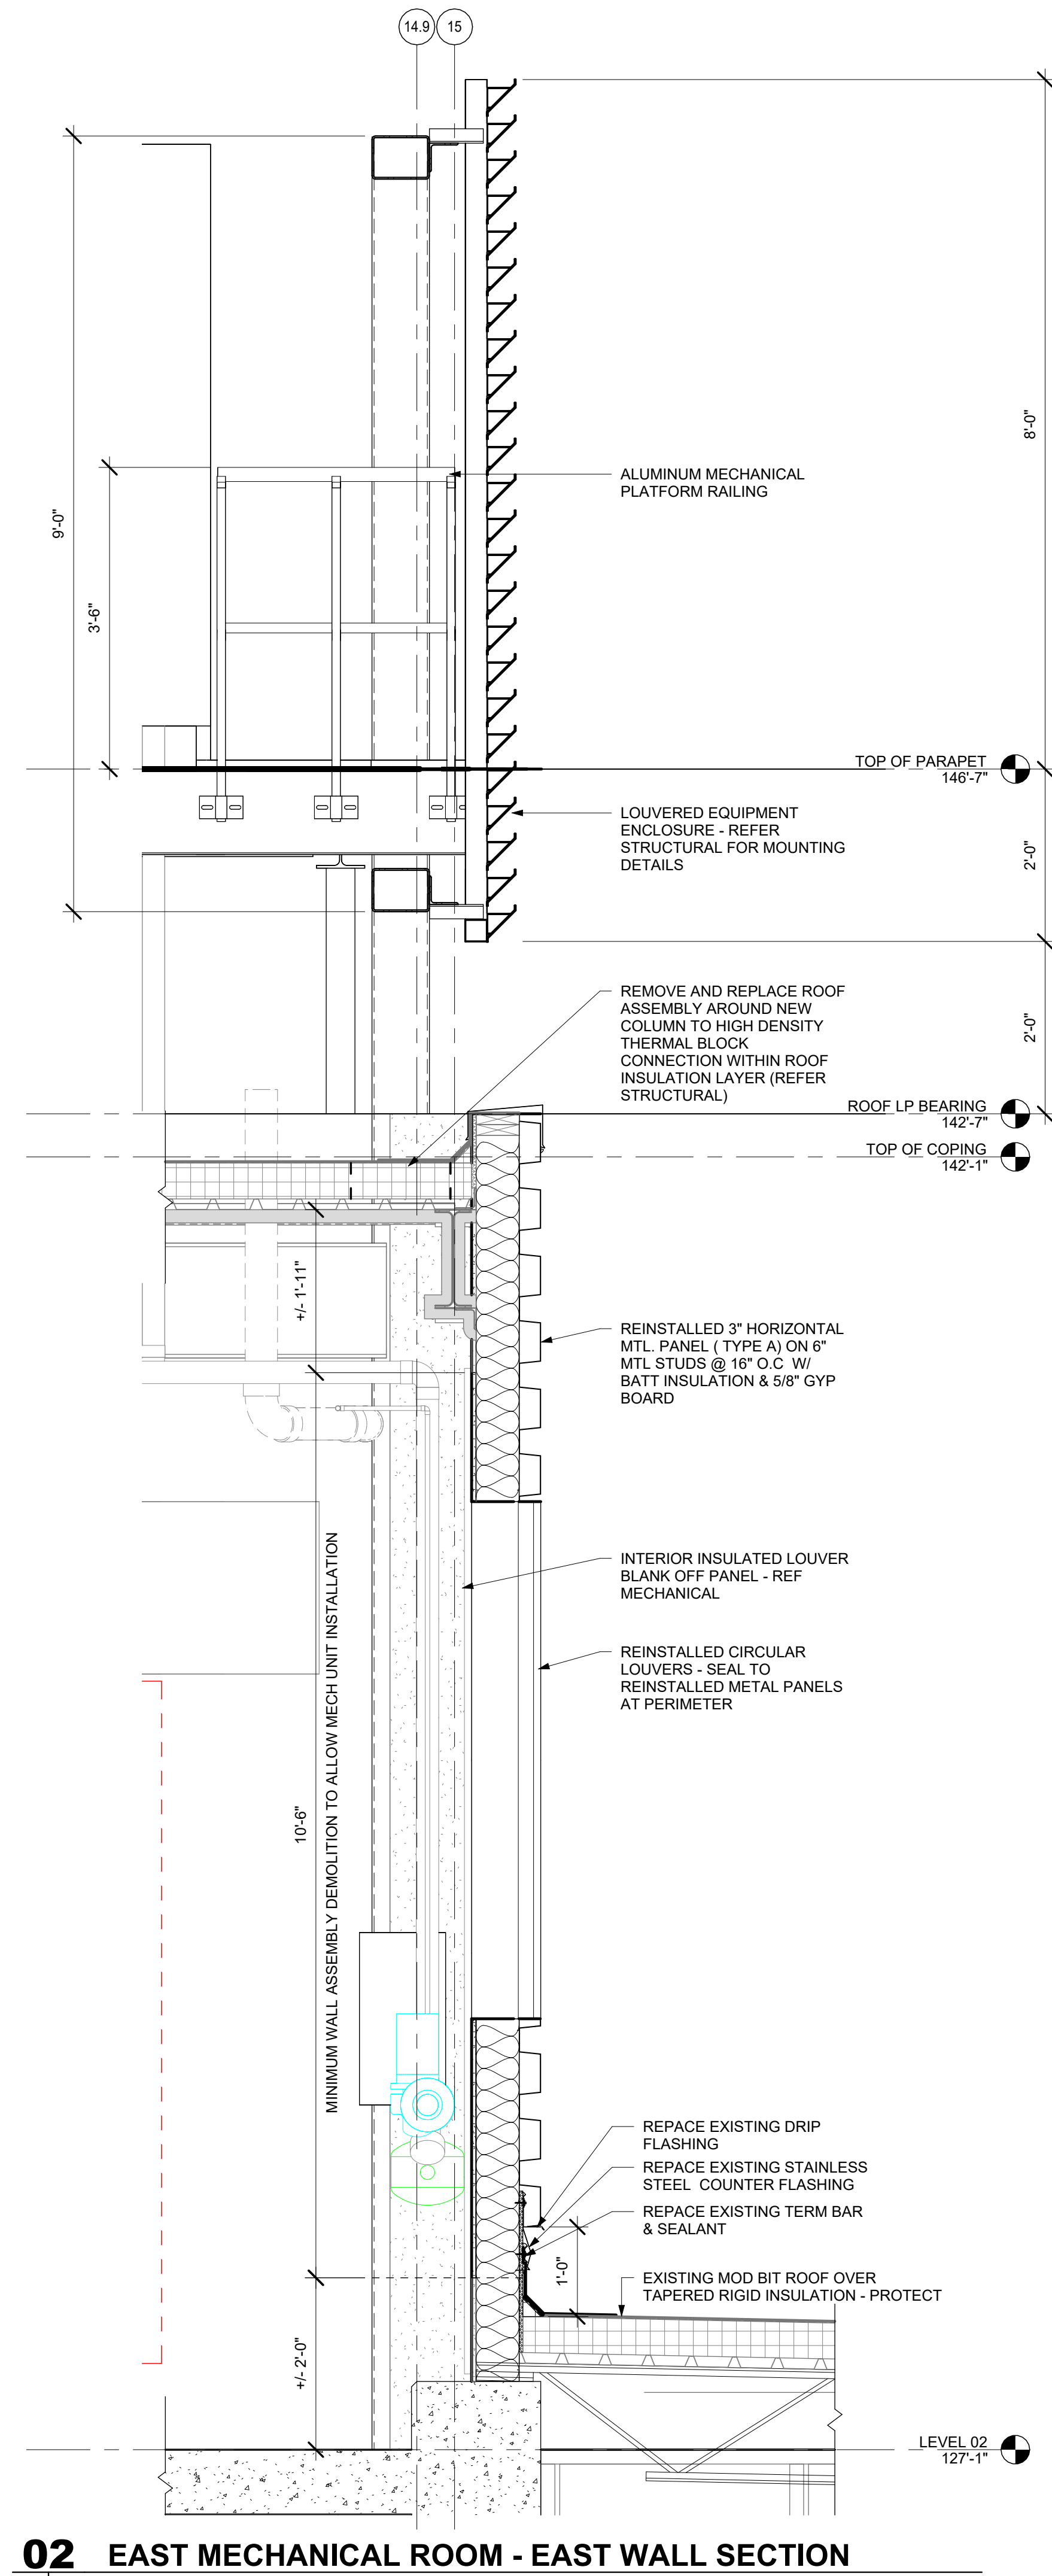 14.9
15
8'-0"
9'-0"
3'-6"
ALUMINUM MECHANICAL
PLATFORM RAILING
TOP OF PARAPET
146'-7"
LOUVERED EQUIPMENT
ENCLOSURE - REFER
STRUCTURAL FOR MOUNTING
DETAILS
2'-0"
REMOVE AND REPLACE ROOF
ASSEMBLY AROUND NEW
COLUMN TO HIGH DENSITY
THERMAL BLOCK
CONNECTION WITHIN ROOF
INSULATION LAYER (REFER
STRUCTURAL)
2'-0"
ROOF LP BEARING
142'-7"
TOP OF COPING
142'-1"
+/- 1'-11"
REINSTALLED 3" HORIZONTAL
MTL. PANEL ( TYPE A) ON 6"
MTL STUDS @ 16" O.C W/
BATT INSULATION & 5/8" GYP
BOARD
INTERIOR INSULATED LOUVER
BLANK OFF PANEL - REF
MECHANICAL
REINSTALLED CIRCULAR
LOUVERS - SEAL TO
REINSTALLED METAL PANELS
AT PERIMETER
10'-6"
MINIMUM WALL ASSEMBLY DEMOLITION TO ALLOW MECH UNIT INSTALLATION
REPACE EXISTING DRIP
FLASHING
REPACE EXISTING STAINLESS
STEEL COUNTER FLASHING
REPACE EXISTING TERM BAR
& SEALANT
1'-0"
EXISTING MOD BIT ROOF OVER
TAPERED RIGID INSULATION - PROTECT
+/- 2'-0"
LEVEL 02
127'-1"
02 EAST MECHANICAL ROOM - EAST WALL SECTION